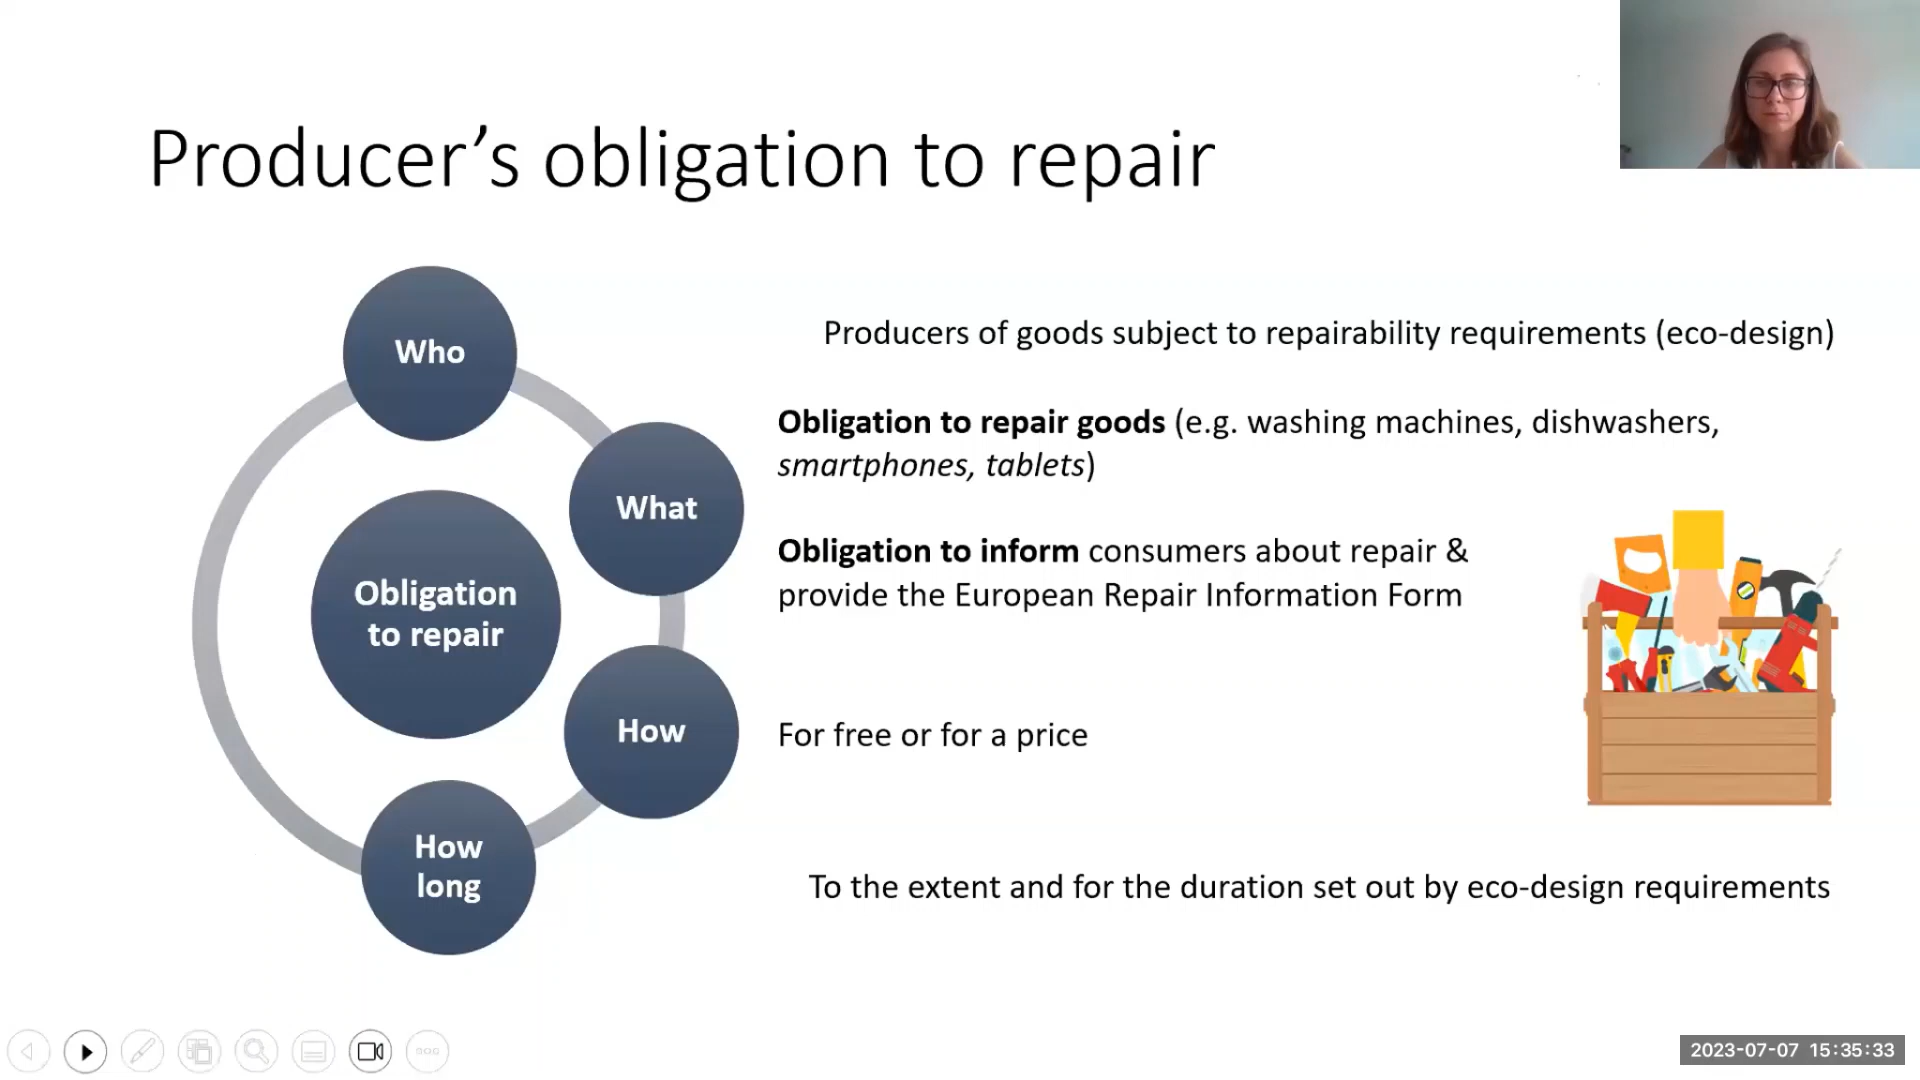 Producer’s obligation to repair
Who
Producers of goods subject to repairability requirements (eco-design)
What
Obligation to repair goods (e.g. washing machines, dishwashers,
smartphones, tablets)
Obligation to inform consumers about repair &
provide the European Repair Information Form
Obligation
to repair
How
For free or for a price
How
long
To the extent and for the duration set out by eco-design requirements
2023-07-07 15:35:33